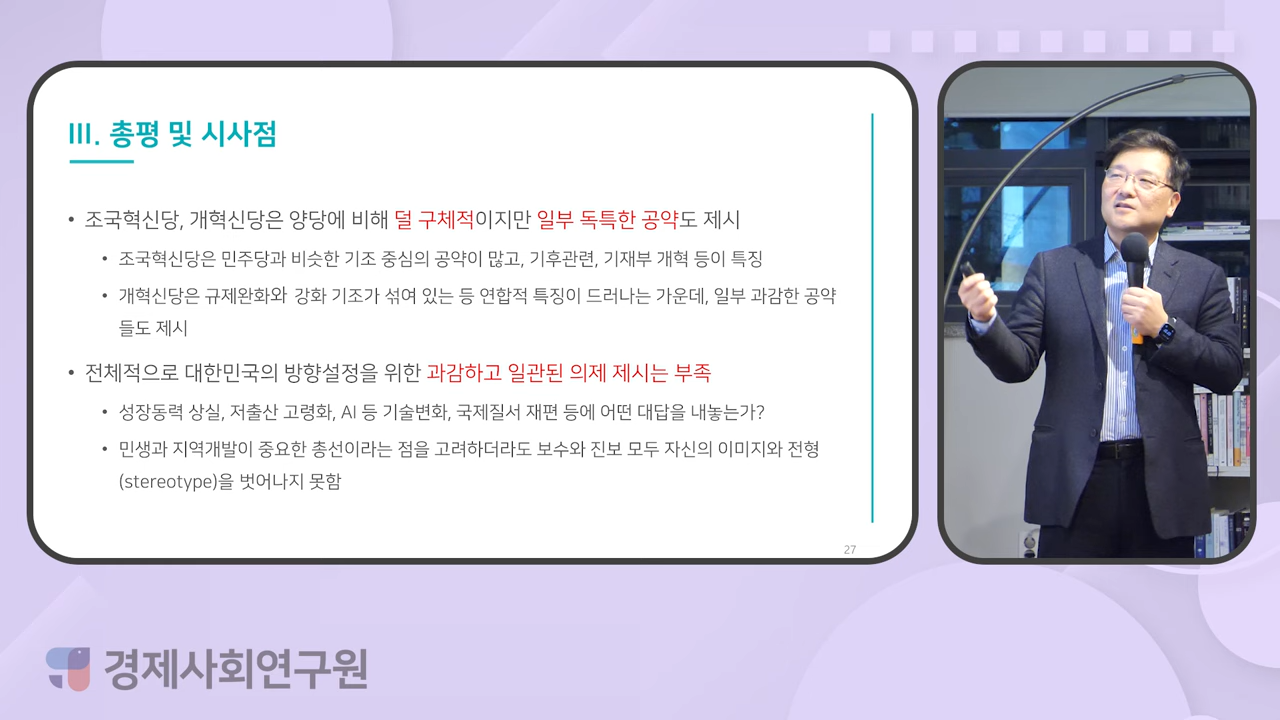 III. 총평 및 시사점
• 조국혁신당, 개혁신당은 양당에 비해 덜 구체적이지만 일부 독특한 공약도 제시
• 조국혁신당은 민주당과 비슷한 기조 중심의 공약이 많고, 기후관련, 기재부 개혁 등이 특징
• 개혁신당은 규제완화와 강화 기조가 섞여 있는 등 연합적 특징이 드러나는 가운데, 일부 과감한 공약
들도 제시
• 전체적으로 대한민국의 방향설정을 위한 과감하고 일관된 의제 제시는 부족
• 성장동력 상실, 저출산 고령화, AI 등 기술변화, 국제질서 재편 등에 어떤 대답을 내놓는가?
• 민생과 지역개발이 중요한 총선이라는 점을 고려하더라도 보수와 진보 모두 자신의 이미지와 전형
(stereotype)을 벗어나지 못함
27
경제사회연구원